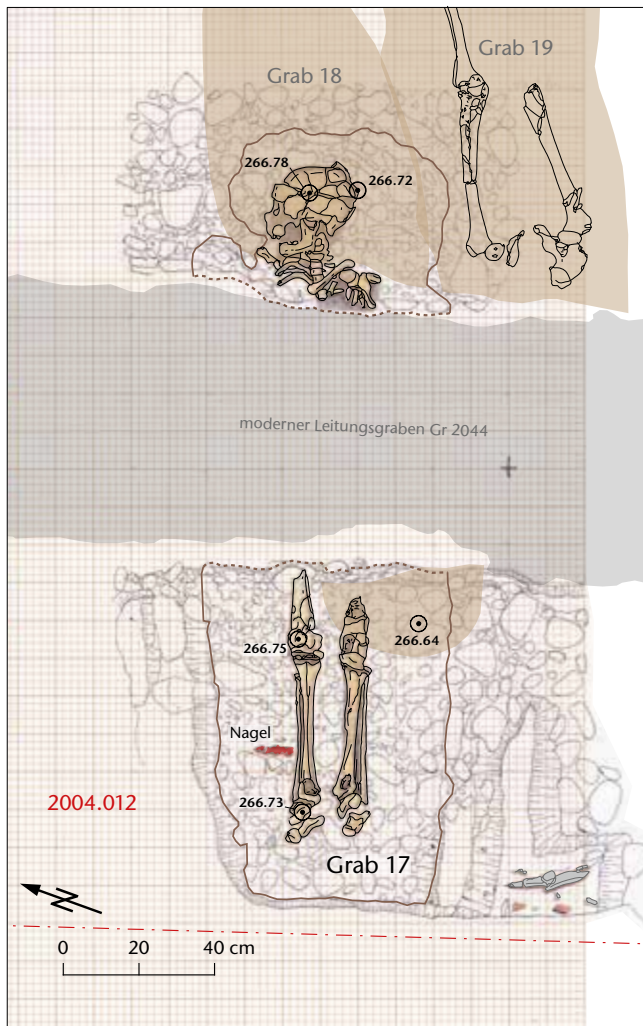 Grab 18
Grab 19
266.78
266.72
moderner Leitungsgraben Gr 2044
266.75
266.64
Nagel
266.73
2004.012
Grab 17
N
0 20 40 cm